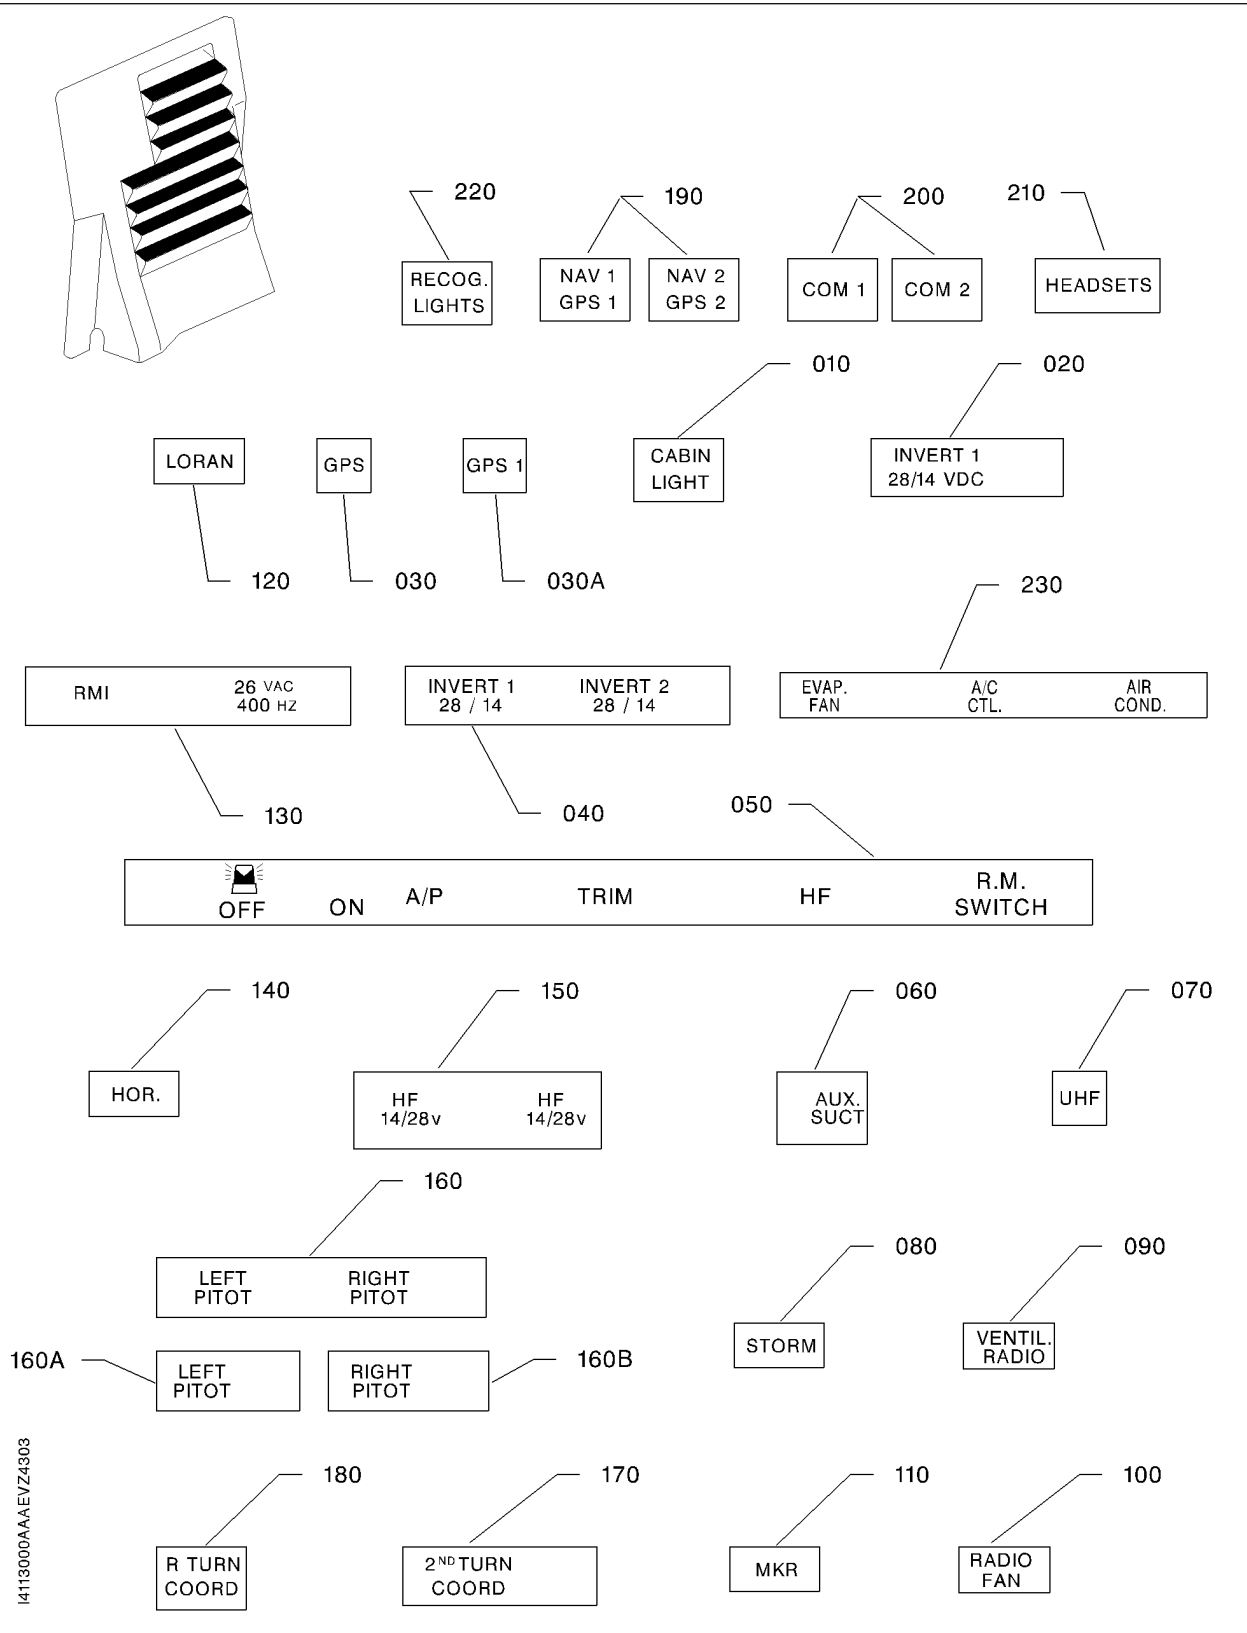 220
190
200
210
RECOG.
LIGHTS
NAV 1
GPS 1
NAV 2
GPS 2
COM 1
COM 2
HEADSETS
010
020
LORAN
GPS
GPS 1
CABIN
LIGHT
INVERT 1
28/14 VDC
120
030
030A
230
RMI
26 VAC
400 HZ
INVERT 1
28 / 14
INVERT 2
28 / 14
EVAP.
FAN
A/C
CTL.
AIR
COND.
130
040
050
OFF
ON
A/P
TRIM
HF
R.M.
SWITCH
140
150
060
070
HOR.
HF
14/28v
HF
14/28v
AUX.
SUCT
UHF
160
LEFT
PITOT
RIGHT
PITOT
080
090
STORM
VENTIL.
RADIO
160A
LEFT
PITOT
RIGHT
PITOT
160B
180
170
110
100
R TURN
COORD
2ND TURN
COORD
MKR
RADIO
FAN
I4113000AAAEVZ4303